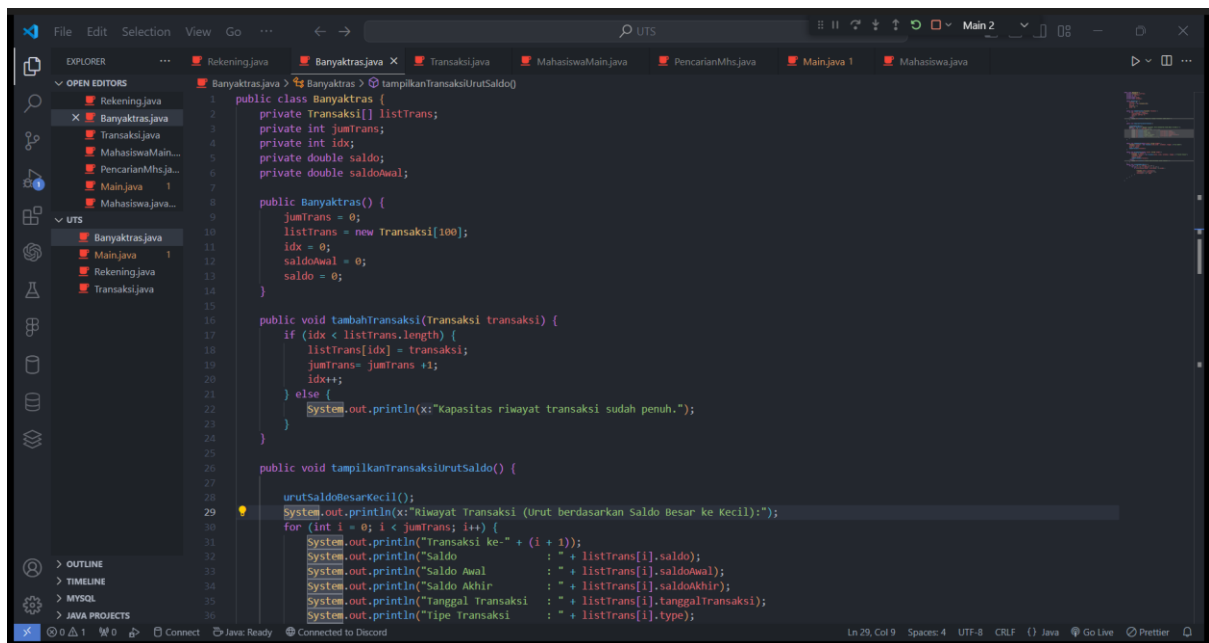 File Edit Selection View Go ··· UTS Main 2
EXPLORER ···
Rekening.java Banyaktras.java Transaksi.java MahasiswaMain.java PencarianMhs.java Main.java 1 Mahasiswa.java
OPEN EDITORS
Rekening.java
Banyaktras.java
Transaksi.java
MahasiswaMain....
PencarianMhs.ja...
Main.java 1
Mahasiswa.java...
UTS
Banyaktras.java
Main.java 1
Rekening.java
Transaksi.java
OUTLINE
TIMELINE
MYSQL
JAVA PROJECTS
1
Banyaktras.java > Banyaktras > tampilkanTransaksiUrutSaldo()
1 public class Banyaktras {
2 private Transaksi[] listTrans;
3 private int jumTrans;
4 private int idx;
5 private double saldo;
6 private double saldoAwal;
7
8 public Banyaktras() {
9 jumTrans = 0;
10 listTrans = new Transaksi[100];
11 idx = 0;
12 saldoAwal = 0;
13 saldo = 0;
14 }
15
16 public void tambahTransaksi(Transaksi transaksi) {
17 if (idx < listTrans.length) {
18 listTrans[idx] = transaksi;
19 jumTrans= jumTrans +1;
20 idx++;
21 } else {
22 System.out.println(x:"Kapasitas riwayat transaksi sudah penuh.");
23 }
24 }
25
26 public void tampilkanTransaksiUrutSaldo() {
27
28 urutSaldoBesarKecil();
29 System.out.println(x:"Riwayat Transaksi (Urut berdasarkan Saldo Besar ke Kecil):");
30 for (int i = 0; i < jumTrans; i++) {
31 System.out.println("Transaksi ke-" + (i + 1));
32 System.out.println("Saldo : " + listTrans[i].saldo);
33 System.out.println("Saldo Awal : " + listTrans[i].saldoAwal);
34 System.out.println("Saldo Akhir : " + listTrans[i].saldoAkhir);
35 System.out.println("Tanggal Transaksi : " + listTrans[i].tanggalTransaksi);
36 System.out.println("Tipe Transaksi : " + listTrans[i].type);
0 1 0 Connect Java: Ready Connected to Discord Ln 29, Col 9 Spaces: 4 UTF-8 CRLF {} Java Go Live Prettier